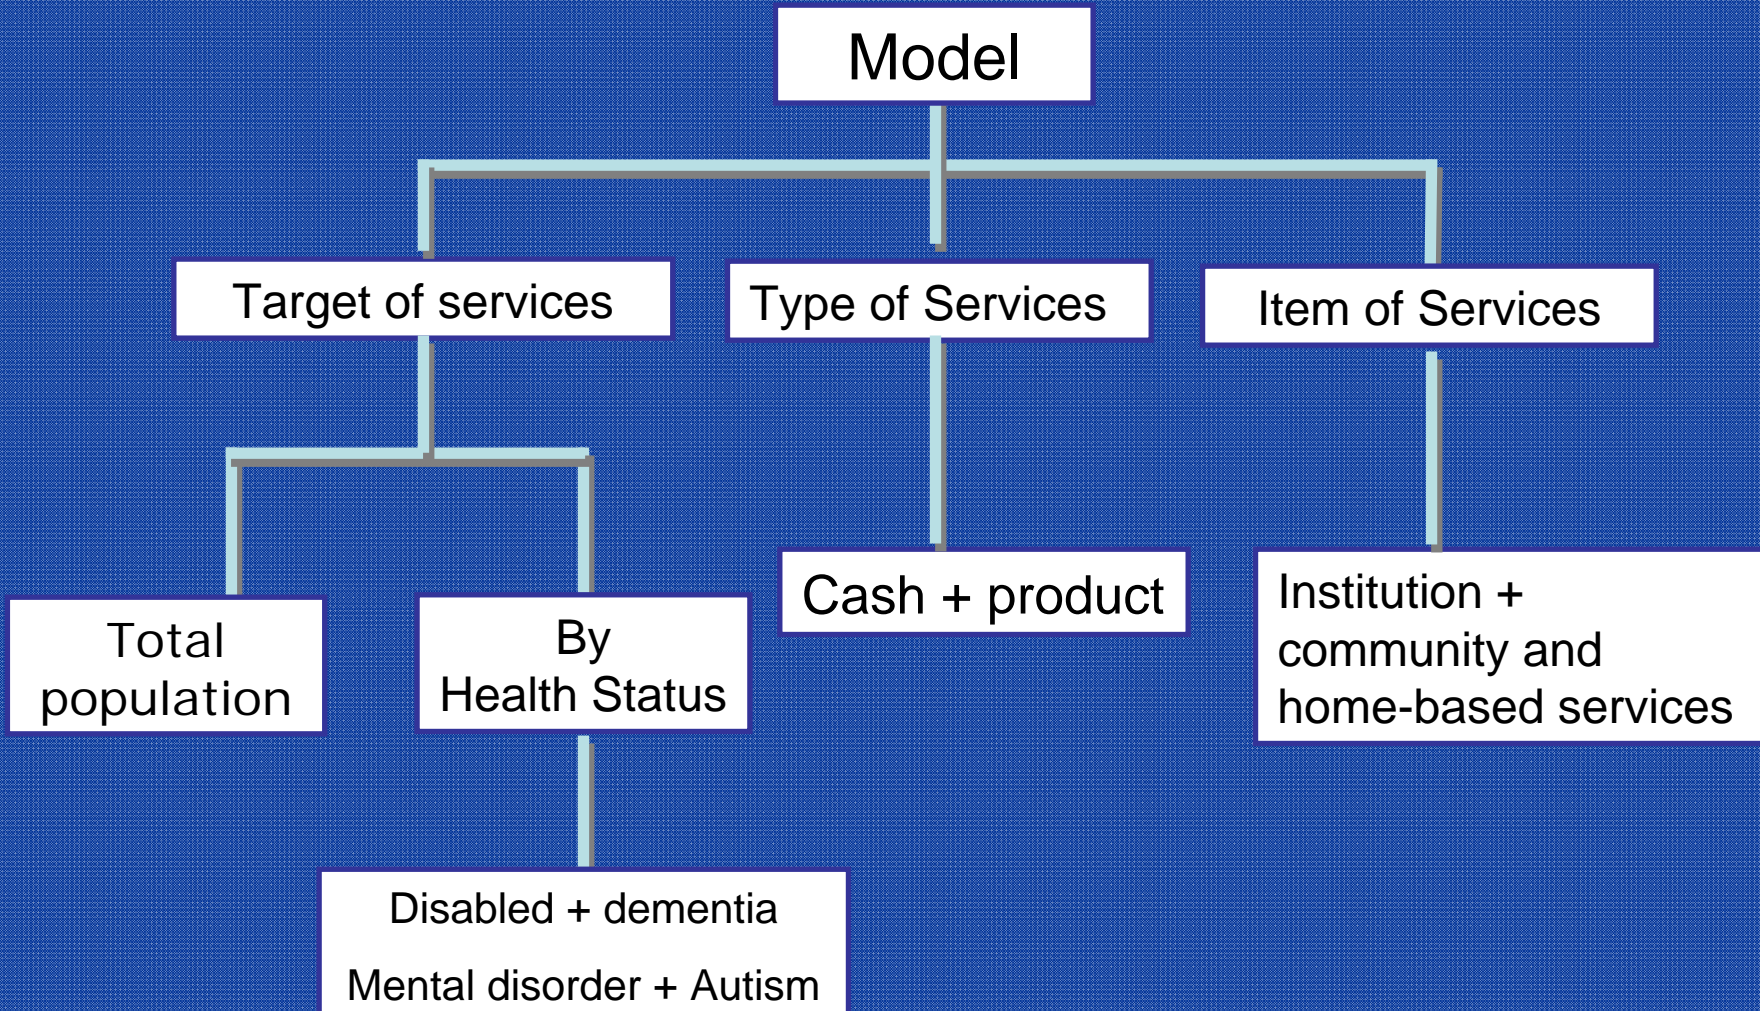 Model
Target of services
Type of Services
Item of Services
Total
population
By
Health Status
Cash + product
Institution +
community and
home-based services
Disabled + dementia
Mental disorder + Autism